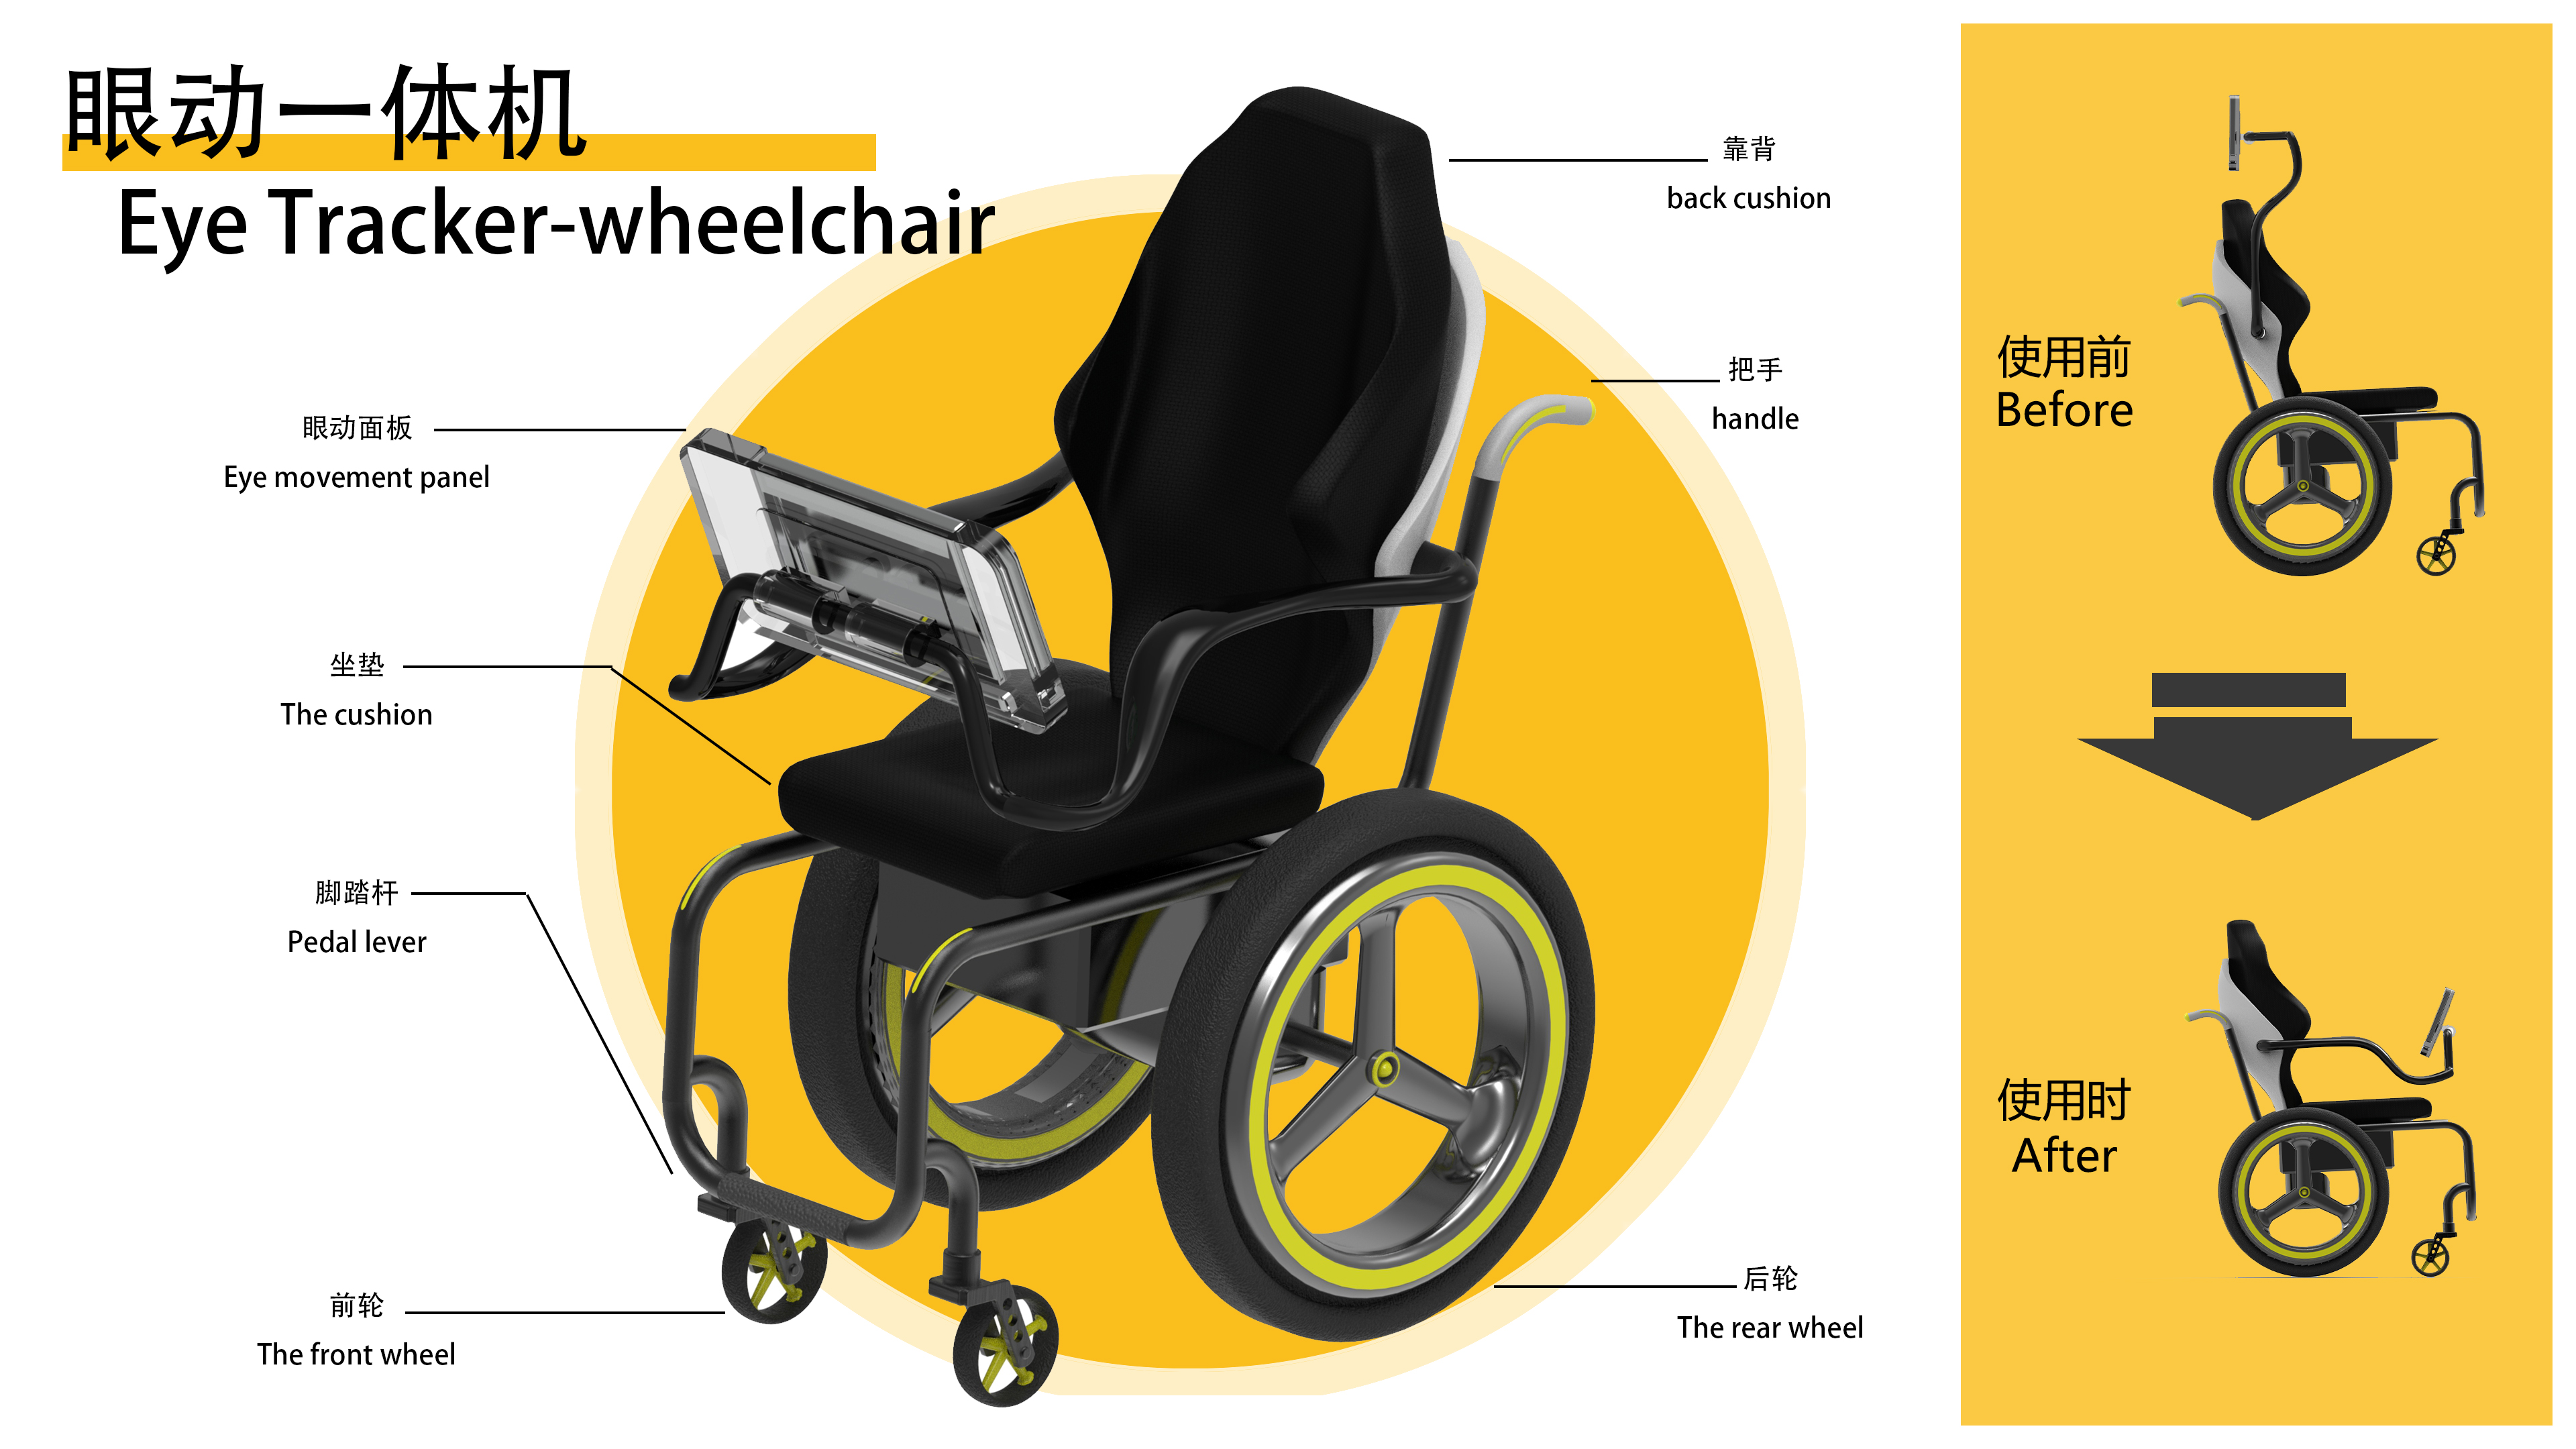 眼动一体机
Eye Tracker-wheelchair
靠背
back cushion
把手
handle
眼动面板
Eye movement panel
坐垫
The cushion
脚踏杆
Pedal lever
前轮
The front wheel
后轮
The rear wheel
使用前
Before
使用时
After